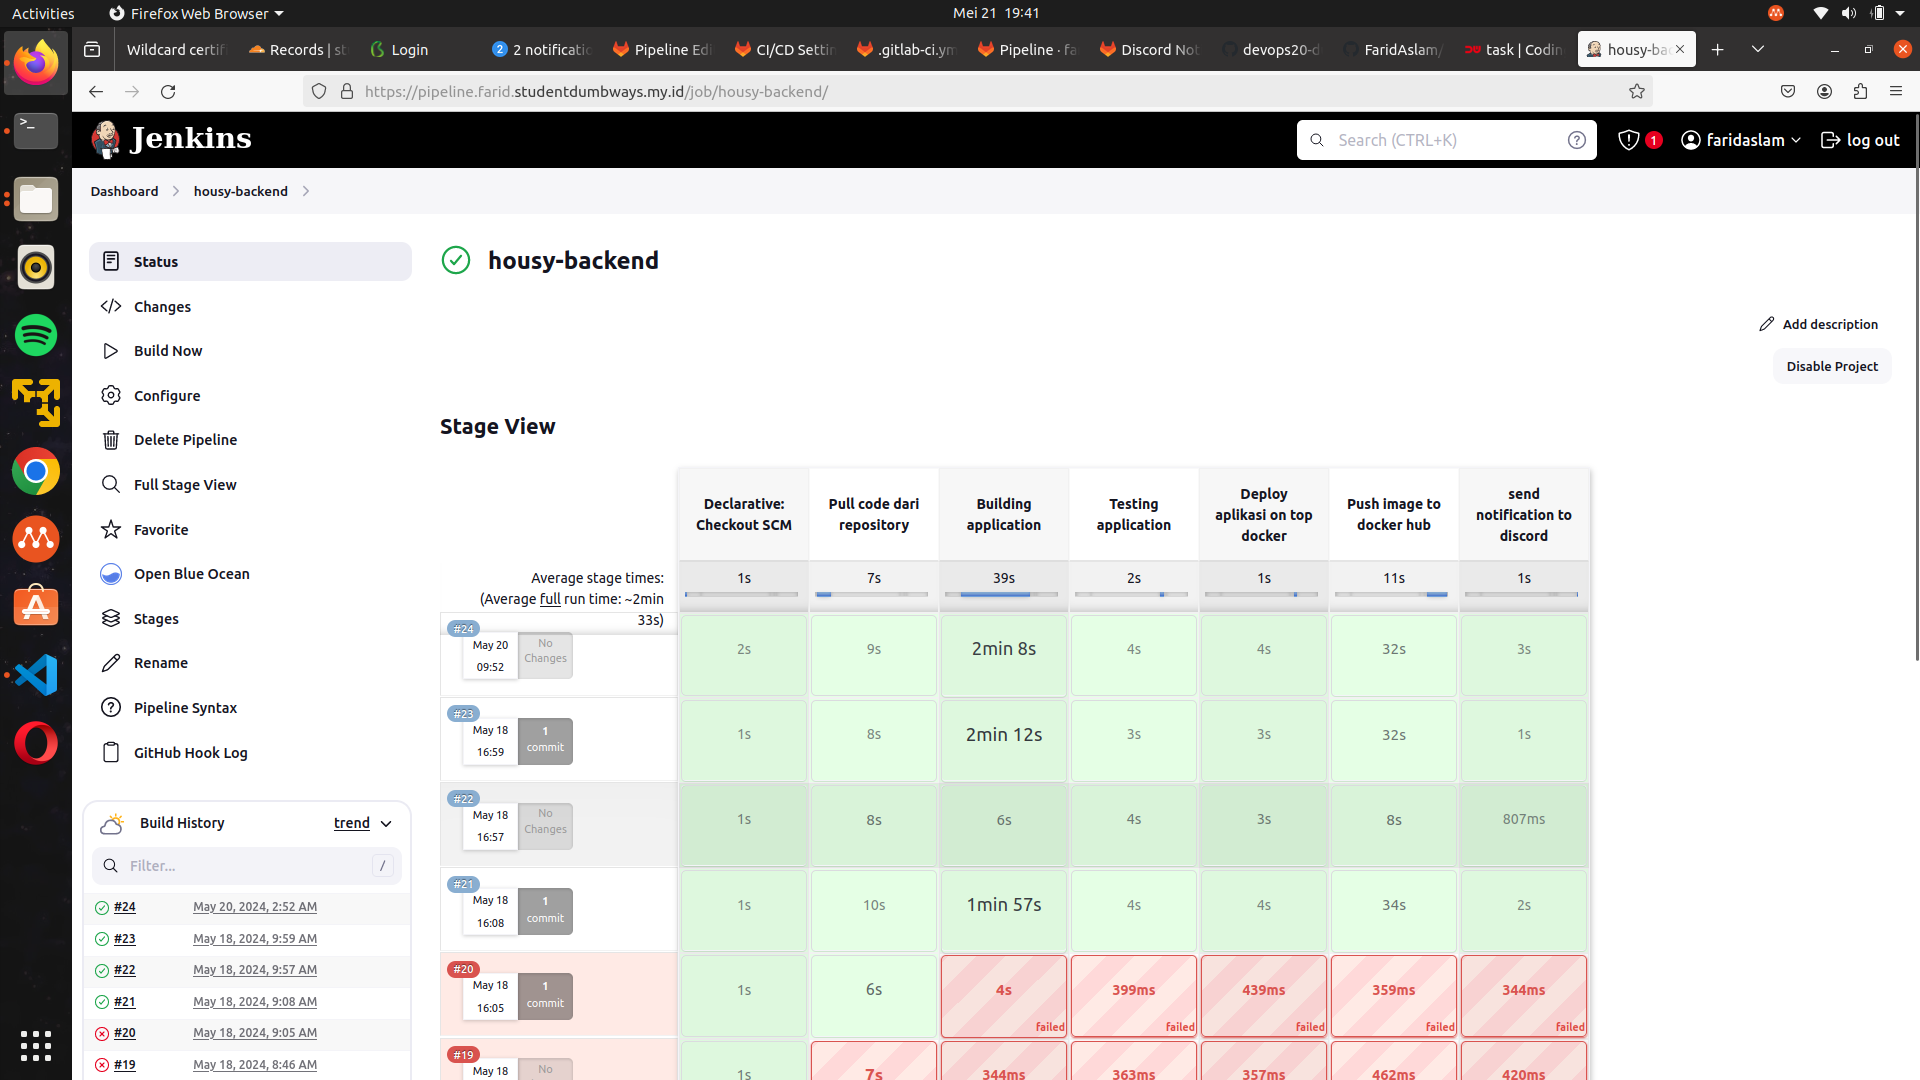 Activities
Firefox Web Browser
Mei 21 19:41
Wildcard certif
Records | st
Login
2 notificatio
Pipeline Edi
CI/CD Settin
.gitlab-ci.ym
Pipeline · fa
Discord Not
devops20-d
FaridAslam/
task | Codin
housy-bac
https://pipeline.farid.studentdumbways.my.id/job/housy-backend/
Jenkins
Search (CTRL+K)
1
faridaslam
log out
Dashboard
housy-backend
Status
Changes
Build Now
Configure
Delete Pipeline
Full Stage View
Favorite
Open Blue Ocean
Stages
Rename
Pipeline Syntax
GitHub Hook Log
Build History
trend
Filter...
/
#24 May 20, 2024, 2:52 AM
#23 May 18, 2024, 9:59 AM
#22 May 18, 2024, 9:57 AM
#21 May 18, 2024, 9:08 AM
#20 May 18, 2024, 9:05 AM
#19 May 18, 2024, 8:46 AM
housy-backend
Add description
Disable Project
Stage View
Declarative: Checkout SCM
Pull code dari repository
Building application
Testing application
Deploy aplikasi on top docker
Push image to docker hub
send notification to discord
Average stage times:
(Average full run time: ~2min
33s)
1s 7s 39s 2s 1s 11s 1s
#24
May 20
09:52
No Changes
2s 9s 2min 8s 4s 4s 32s 3s
#23
May 18
16:59
1 commit
1s 8s 2min 12s 3s 3s 32s 1s
#22
May 18
16:57
No Changes
1s 8s 6s 4s 3s 8s 807ms
#21
May 18
16:08
1 commit
1s 10s 1min 57s 4s 4s 34s 2s
#20
May 18
16:05
1 commit
1s 6s 4s 399ms 439ms 359ms 344ms
failed failed failed failed failed
#19
May 18
No
1s 7s 344ms 363ms 357ms 462ms 420ms